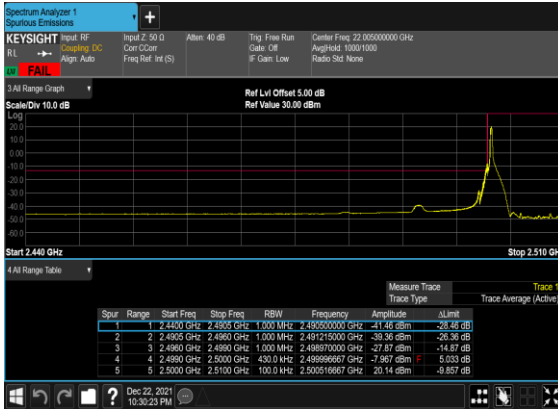 Spectrum Analyzer 1
Spurious Emissions
+
KEYSIGHT Input: RF Input Z: 50 Ω Atten: 40 dB Trig: Free Run Center Freq: 22.005000000 GHz
RL Coupling: DC Corr CCorr Gate: Off Avg|Hold: 1000/1000
Align: Auto Freq Ref: Int (S) IF Gain: Low Radio Std: None
FAIL
3 All Range Graph Ref Lvl Offset 5.00 dB
Scale/Div 10.0 dB Ref Value 30.00 dBm
Log
20.0
10.0
0.00
-10.0
-20.0
-30.0
-40.0
-50.0
-60.0
Start 2.440 GHz Stop 2.510 GH
4 All Range Table
Measure Trace Trace 1
Trace Type Trace Average (Active)
Spur Range Start Freq Stop Freq RBW Frequency Amplitude ΔLimit
1 1 2.4400 GHz 2.4905 GHz 1.000 MHz 2.490500000 GHz -41.46 dBm -28.46 dB
2 2 2.4905 GHz 2.4960 GHz 1.000 MHz 2.491215000 GHz -39.36 dBm -26.36 dB
3 3 2.4960 GHz 2.4990 GHz 1.000 MHz 2.498970000 GHz -27.87 dBm -14.87 dB
4 4 2.4990 GHz 2.5000 GHz 430.0 kHz 2.499996667 GHz -7.967 dBm F 5.033 dB
5 5 2.5000 GHz 2.5100 GHz 100.0 kHz 2.500516667 GHz 20.14 dBm -9.857 dB
? Dec 22, 2021
10:30:23 PM